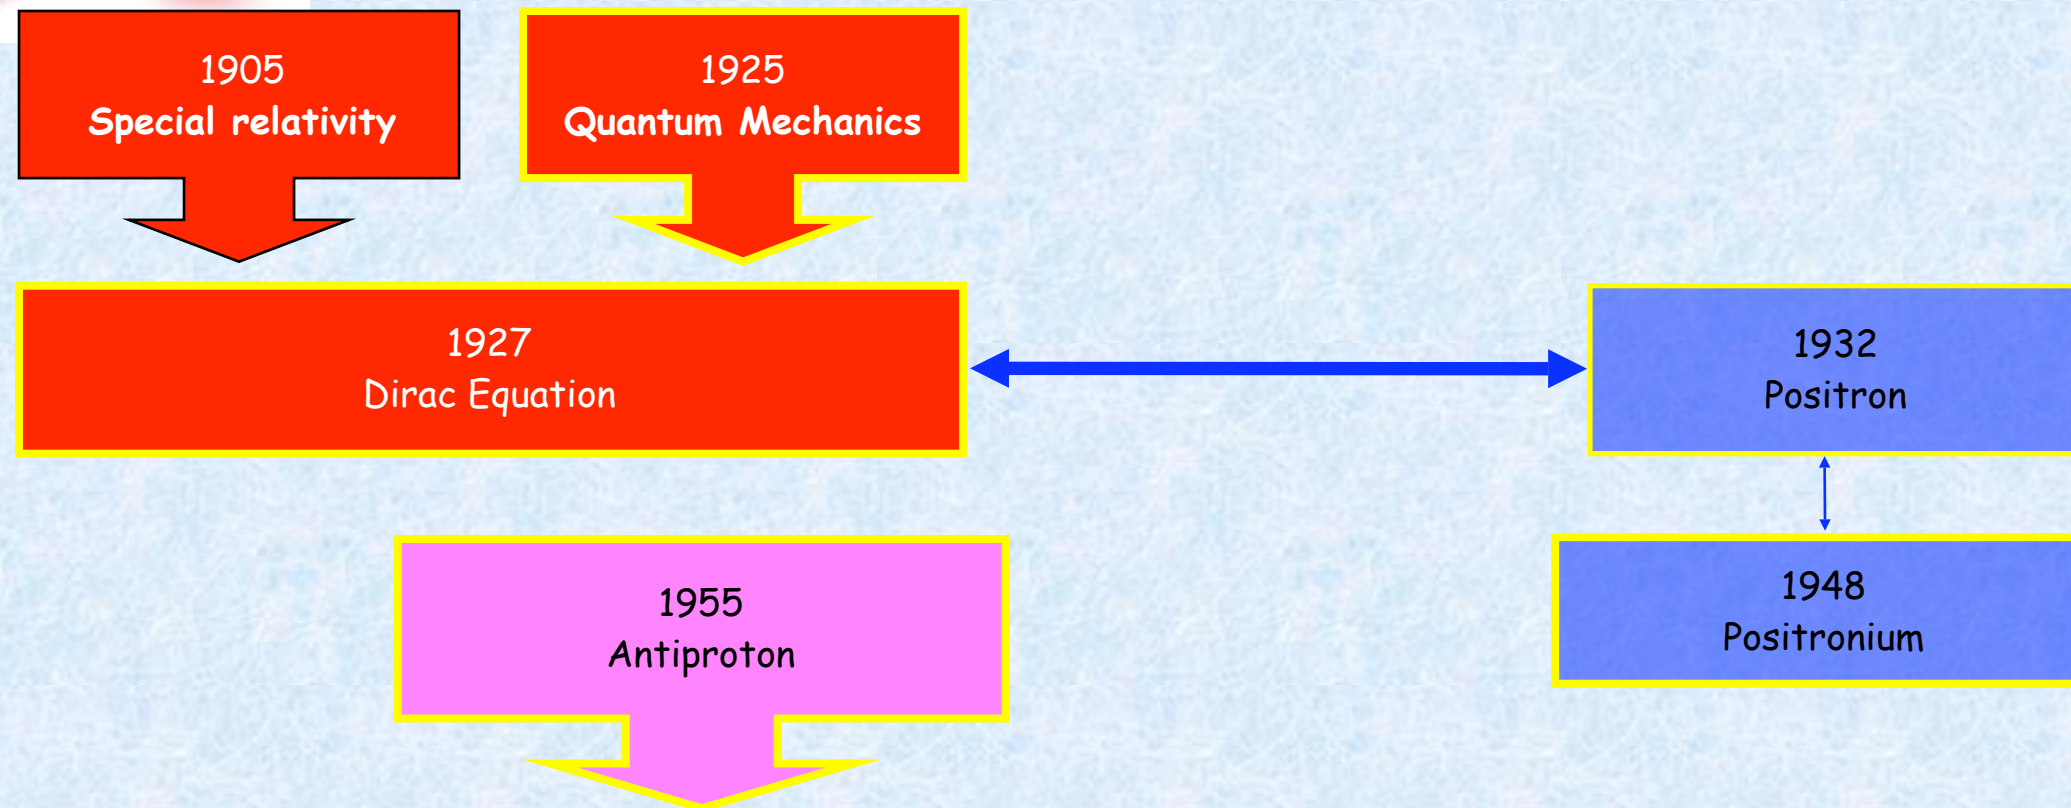 1905
Special relativity
1925
Quantum Mechanics
1927
Dirac Equation
1932
Positron
1955
Antiproton
1948
Positronium